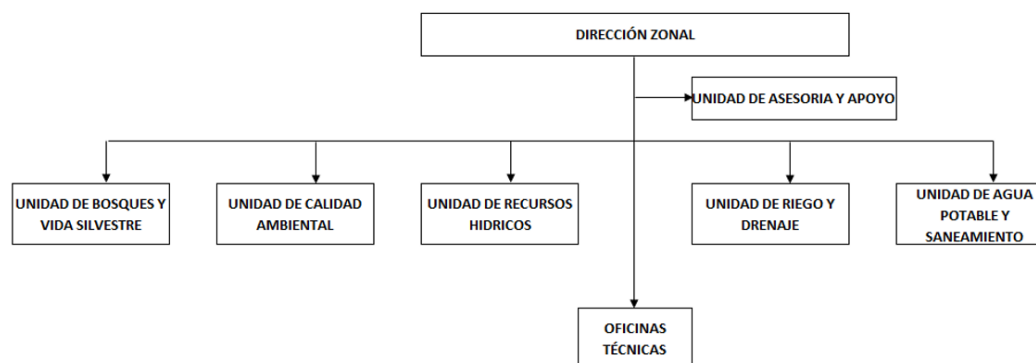 DIRECCIÓN ZONAL
UNIDAD DE ASESORIA Y APOYO
UNIDAD DE BOSQUES Y
VIDA SILVESTRE
UNIDAD DE CALIDAD
AMBIENTAL
UNIDAD DE RECURSOS
HIDRICOS
UNIDAD DE RIEGO Y
DRENAJE
UNIDAD DE AGUA
POTABLE Y
SANEAMIENTO
OFICINAS
TÉCNICAS